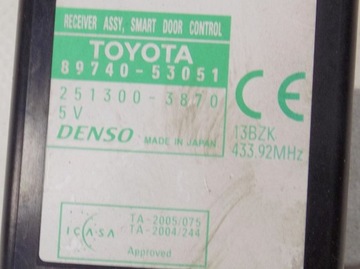 RECEIVER ASSY, SMART DOOR CONTROL
TOYOTA
89740-53051
251300-3870
5V
DENSO MADE IN JAPAN
CE
13BZK
433.92MHz
ICASA
TA-2005/075
TA-2004/244
Approved